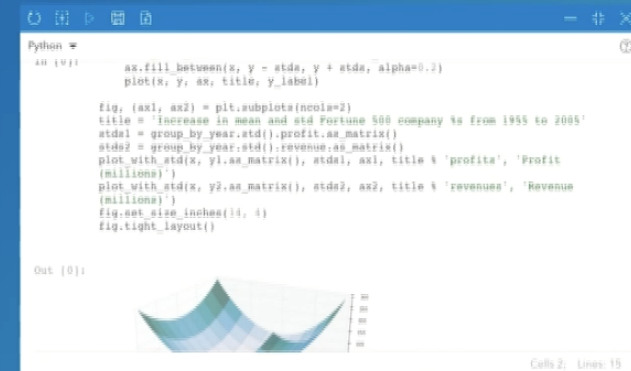 Python
In [0]:
ax.fill_between(x, y - stds, y + stds, alpha=0.2)
plot(x, y, ax, title, y_label)
fig, (ax1, ax2) = plt.subplots(ncols=2)
title = 'Increase in mean and std Fortune 500 company %s from 1955 to 2005'
stds1 = group_by_year.std().profit.as_matrix()
stds2 = group_by_year.std().revenue.as_matrix()
plot_with_std(x, y1.as_matrix(), stds1, ax1, title % 'profits', 'Profit
(millions)')
plot_with_std(x, y2.as_matrix(), stds2, ax2, title % 'revenues', 'Revenue
(millions)')
fig.set_size_inches(14, 4)
fig.tight_layout()
Out [0]:
Cells 2; Lines: 15